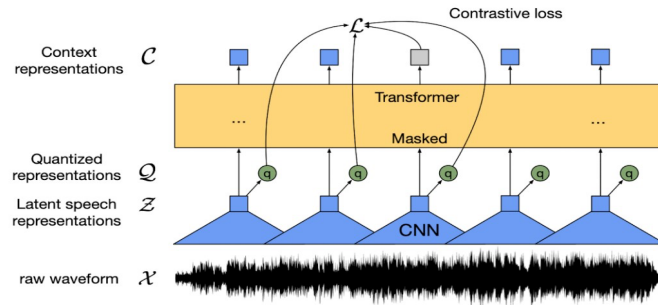 Contrastive loss
ℒ
Context
representations
𝒞
Transformer
...
...
Masked
Quantized
representations
𝒬
q
q
q
q
q
Latent speech
representations
𝒵
CNN
raw waveform
𝒳